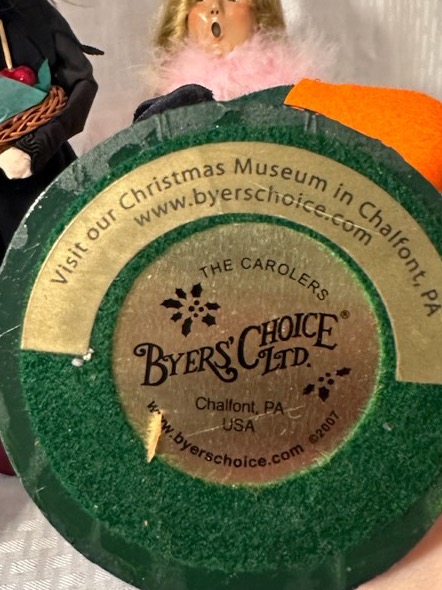 Visit our Christmas Museum in Chalfont, PA
www.byerschoice.com
THE CAROLERS
BYERS' CHOICE®
LTD.
Chalfont, PA
USA
www.byerschoice.com ©2007